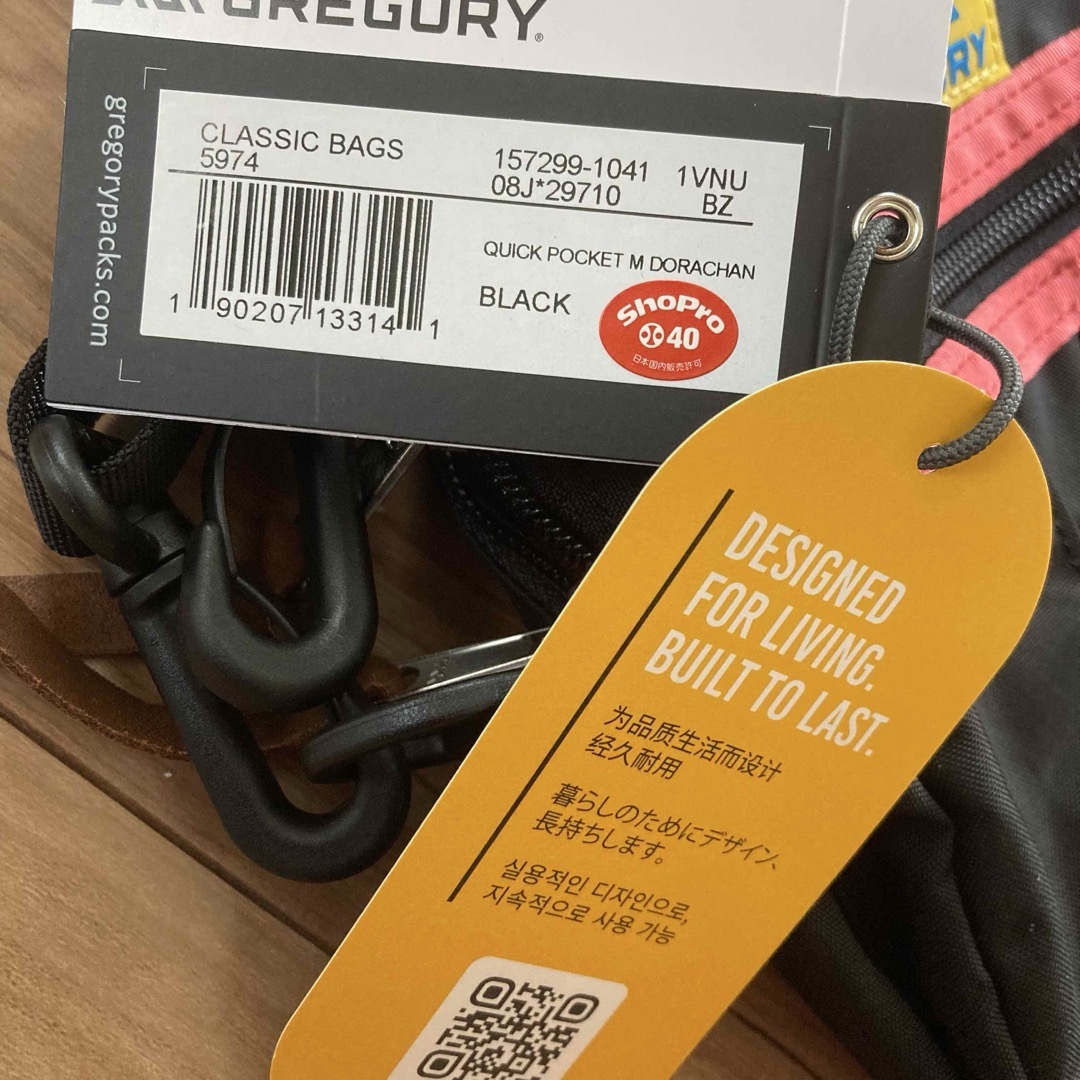 GREGORY®
RY
gregorypacks.com
CLASSIC BAGS
5974
157299-1041 1VNU
08J*29710 BZ
QUICK POCKET M DORACHAN
BLACK
ShoPro
40
日本国内販売許可
1 90207 13314 1
DESIGNED
FOR LIVING.
BUILT TO LAST.
为品质生活而设计
经久耐用
暮らしのためにデザイン、
長持ちします。
실용적인 디자인으로,
지속적으로 사용 가능